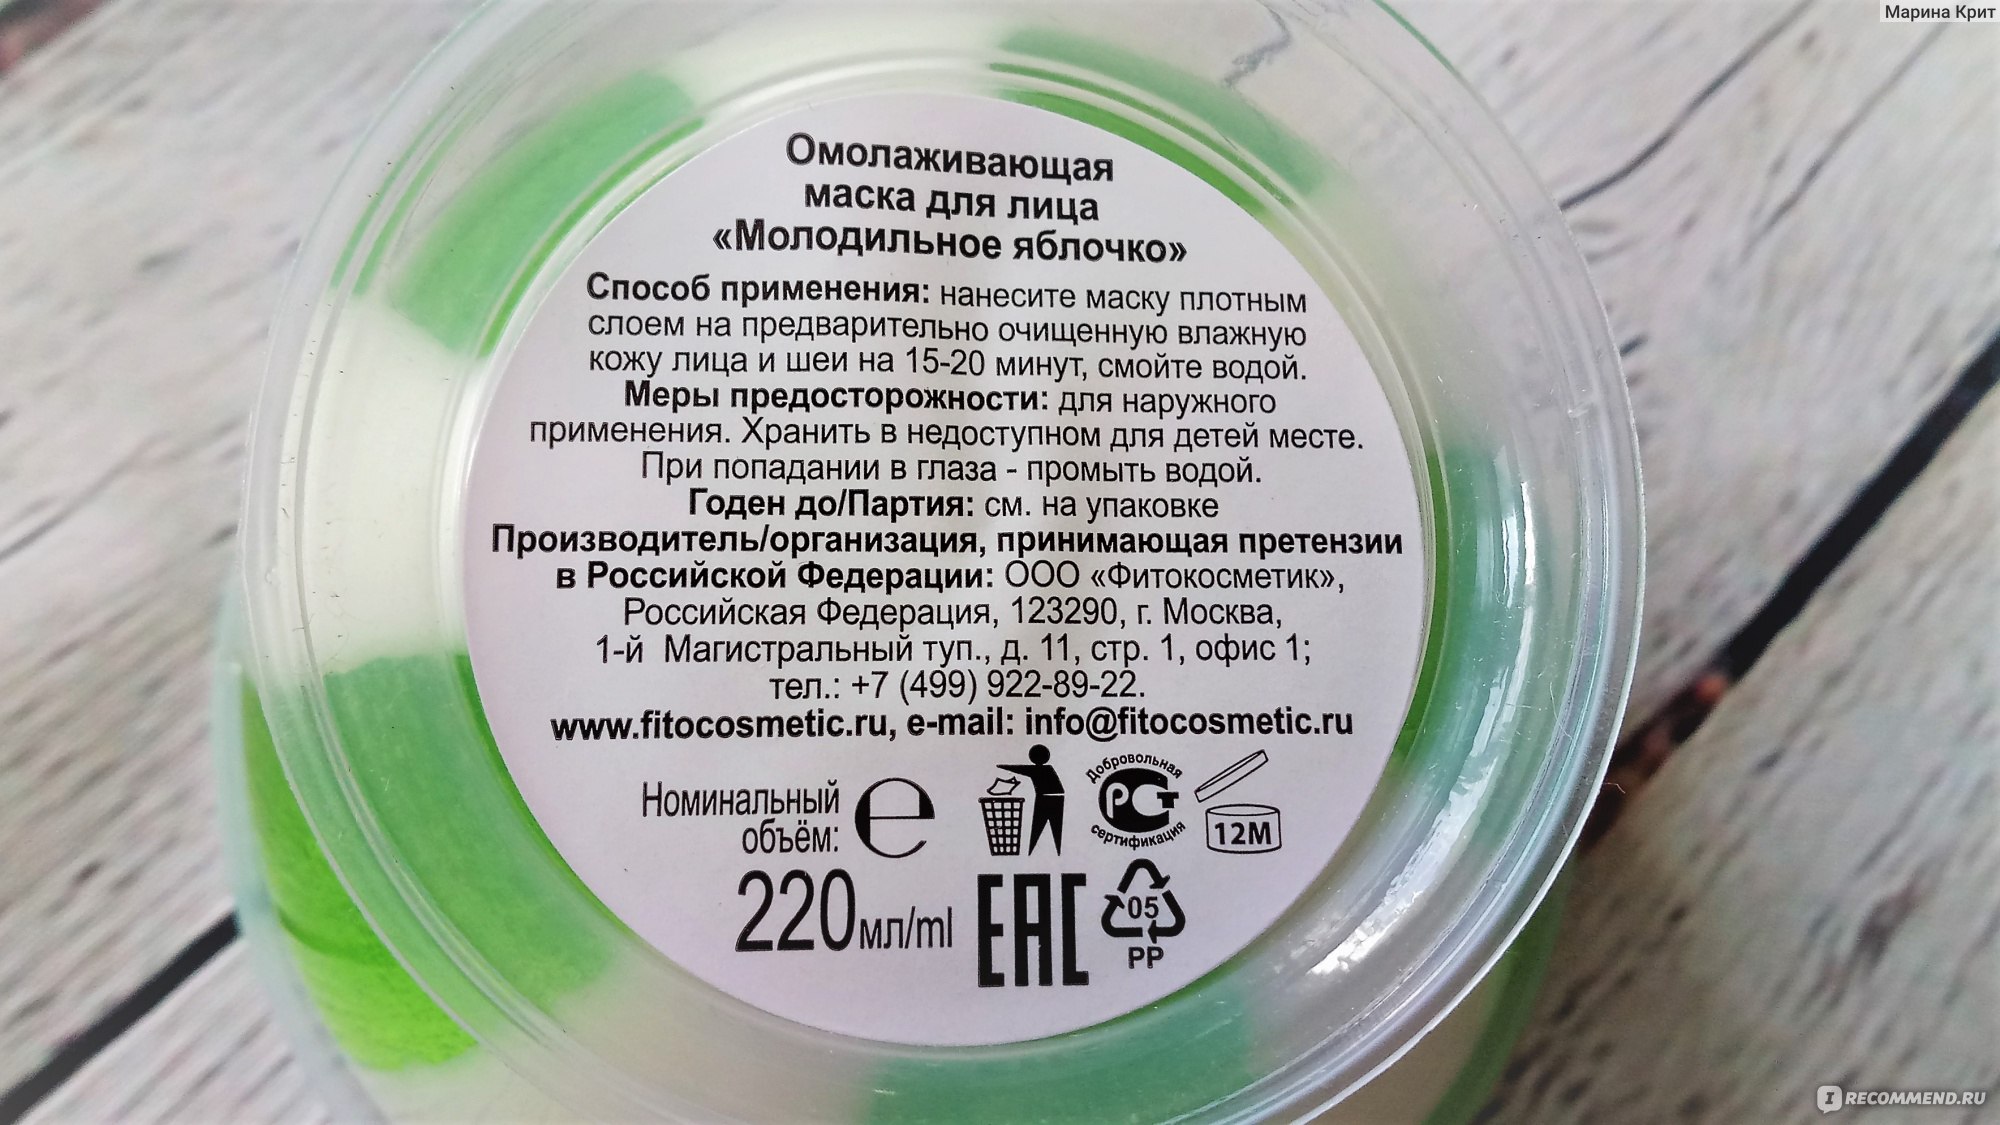 Марина Крит
Омолаживающая
маска для лица
«Молодильное яблочко»
Способ применения: нанесите маску плотным
слоем на предварительно очищенную влажную
кожу лица и шеи на 15-20 минут, смойте водой.
Меры предосторожности: для наружного
применения. Хранить в недоступном для детей месте.
При попадании в глаза - промыть водой.
Годен до/Партия: см. на упаковке
Производитель/организация, принимающая претензии
в Российской Федерации: ООО «Фитокосметик»,
Российская Федерация, 123290, г. Москва,
1-й Магистральный туп., д. 11, стр. 1, офис 1;
тел.: +7 (499) 922-89-22.
www.fitocosmetic.ru, e-mail: info@fitocosmetic.ru
Номинальный
объём:
℮
220мл/ml
Добровольная
РСТ
сертификация
12M
EAC
05
PP
I RECOMMEND.RU